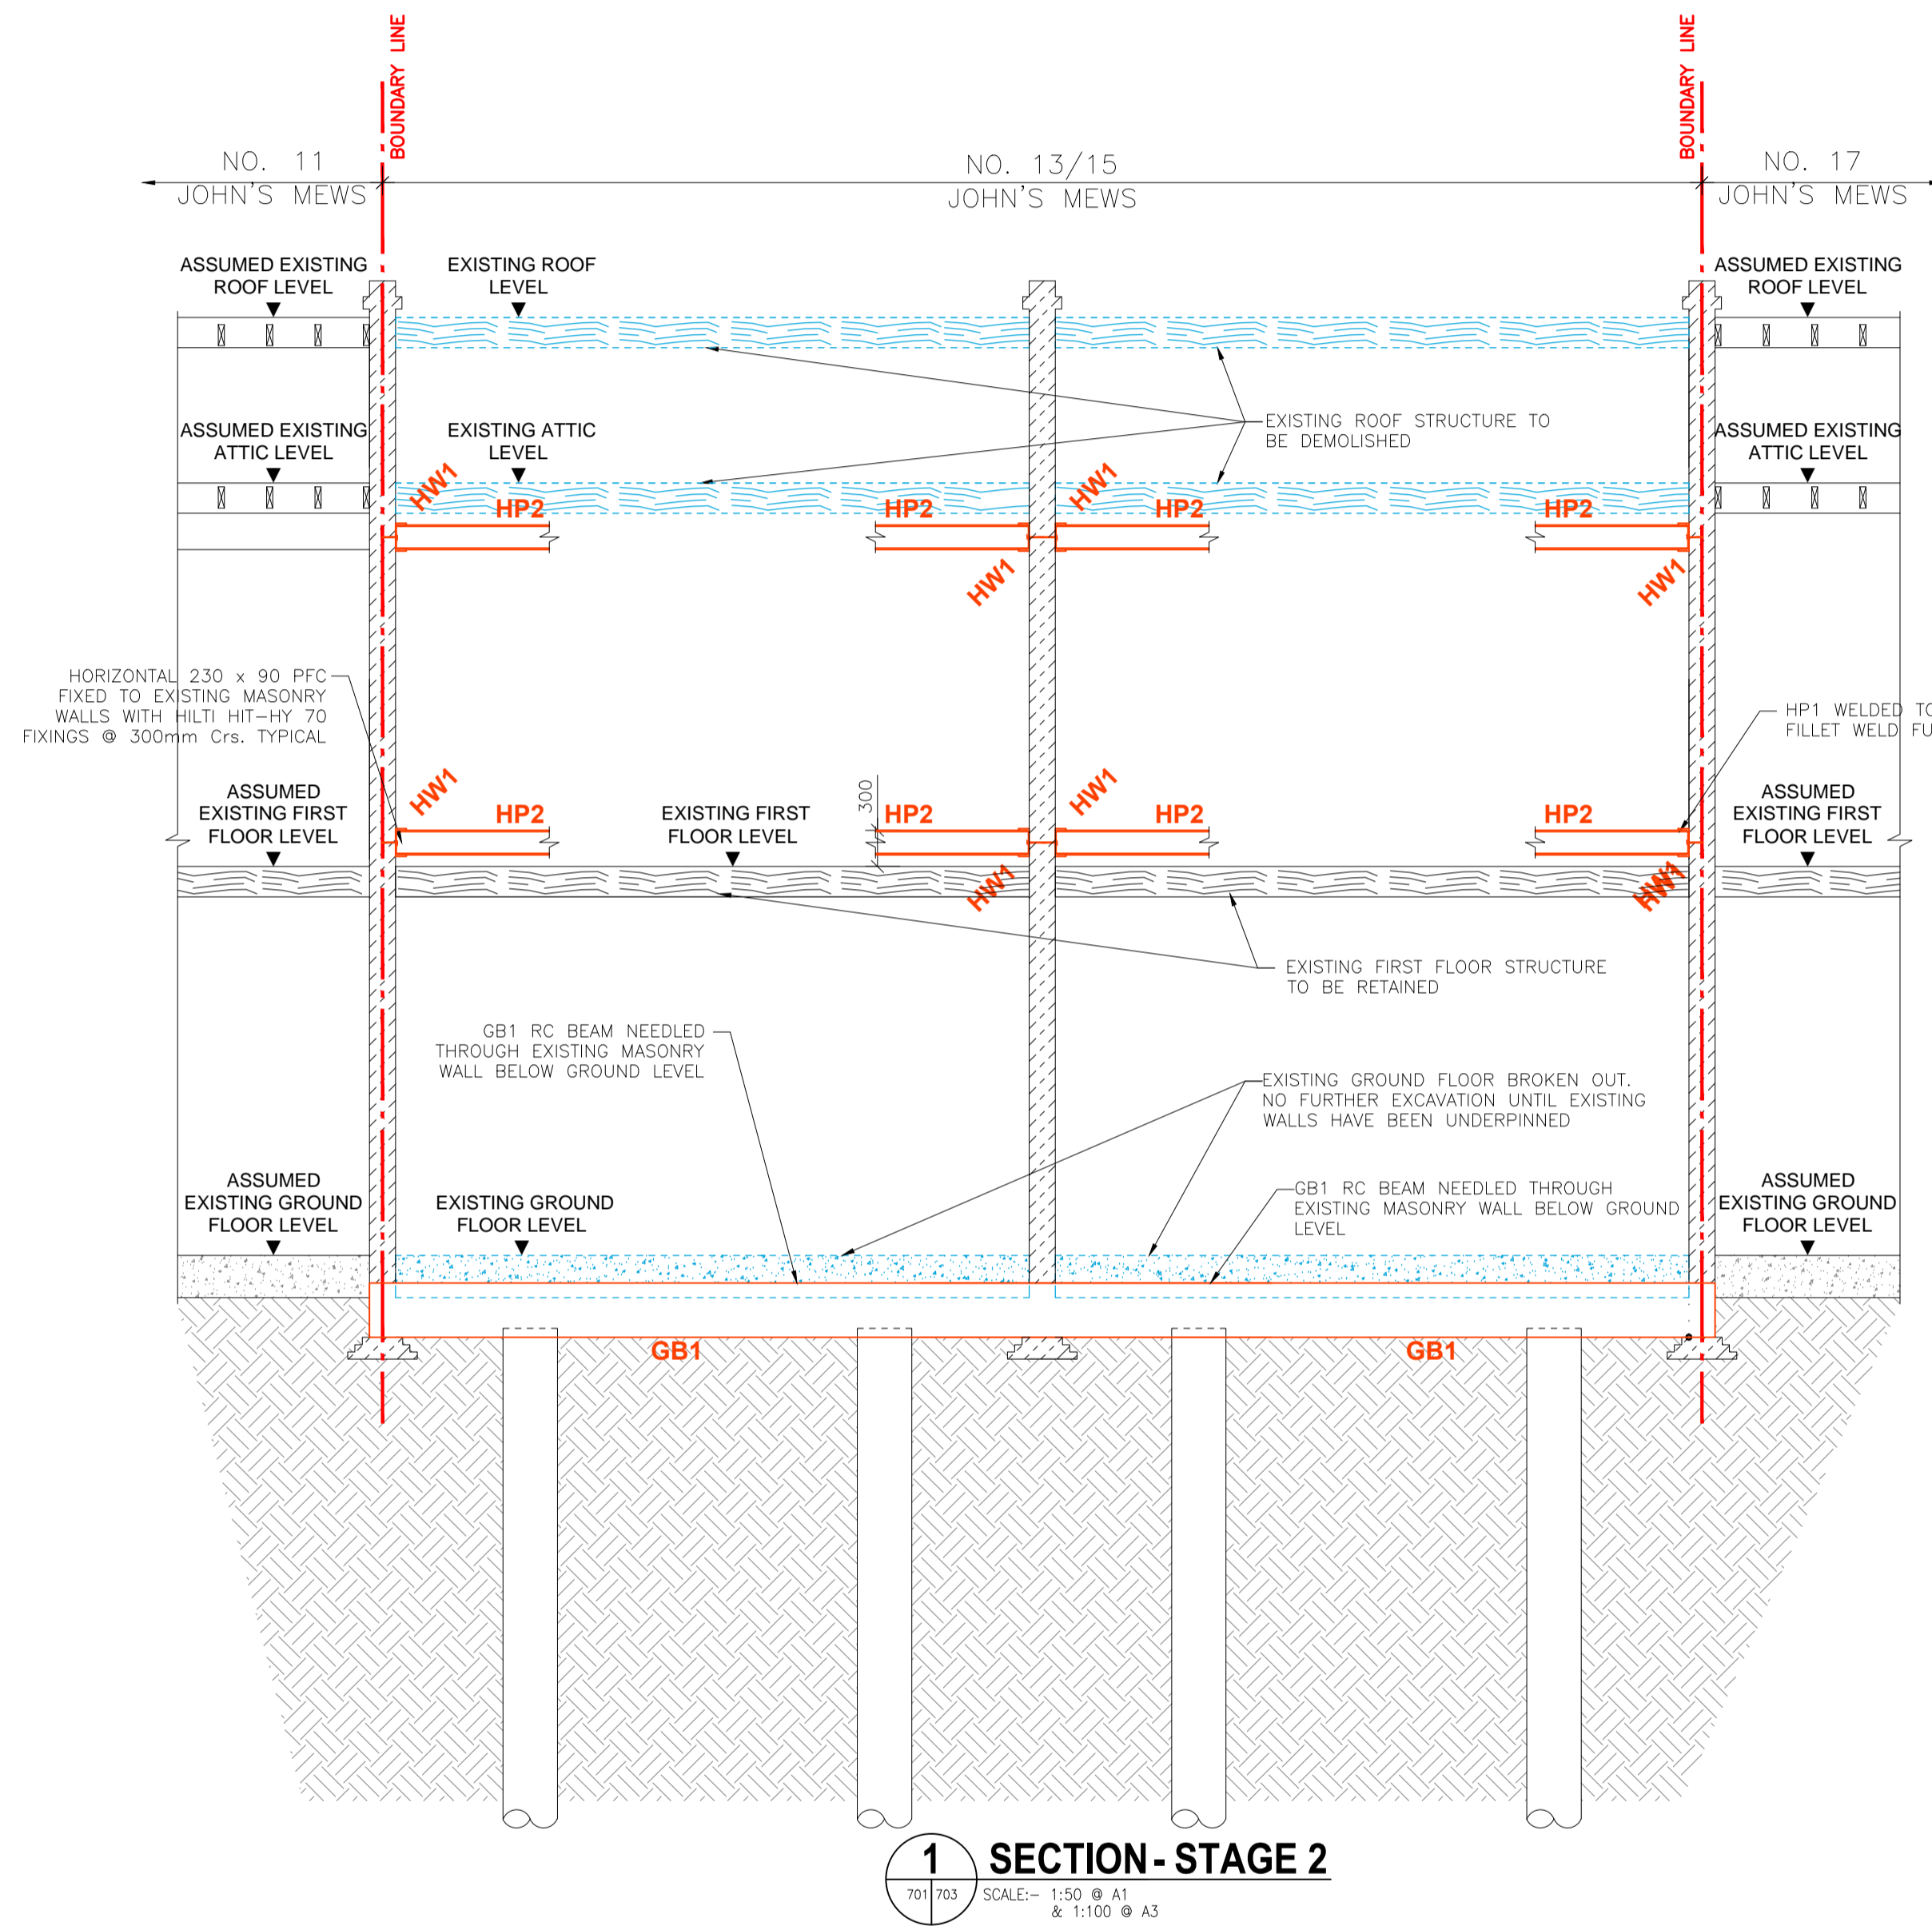 BOUNDARY LINE
BOUNDARY LINE
NO. 11
JOHN'S MEWS
NO. 13/15
JOHN'S MEWS
NO. 17
JOHN'S MEWS
ASSUMED EXISTING
ROOF LEVEL
EXISTING ROOF
LEVEL
ASSUMED EXISTING
ROOF LEVEL
EXISTING ROOF STRUCTURE TO
BE DEMOLISHED
ASSUMED EXISTING
ATTIC LEVEL
EXISTING ATTIC
LEVEL
ASSUMED EXISTING
ATTIC LEVEL
HW1
HP2
HP2
HW1
HW1
HP2
HP2
HW1
HORIZONTAL 230 x 90 PFC
FIXED TO EXISTING MASONRY
WALLS WITH HILTI HIT-HY 70
FIXINGS @ 300mm Crs. TYPICAL
HP1 WELDED TO
FILLET WELD FU
ASSUMED
EXISTING FIRST
FLOOR LEVEL
HW1
HP2
EXISTING FIRST
FLOOR LEVEL
300
HP2
HW1
HW1
HP2
HP2
HW1
HW1
ASSUMED
EXISTING FIRST
FLOOR LEVEL
EXISTING FIRST FLOOR STRUCTURE
TO BE RETAINED
GB1 RC BEAM NEEDLED
THROUGH EXISTING MASONRY
WALL BELOW GROUND LEVEL
EXISTING GROUND FLOOR BROKEN OUT.
NO FURTHER EXCAVATION UNTIL EXISTING
WALLS HAVE BEEN UNDERPINNED
ASSUMED
EXISTING GROUND
FLOOR LEVEL
EXISTING GROUND
FLOOR LEVEL
GB1 RC BEAM NEEDLED THROUGH
EXISTING MASONRY WALL BELOW GROUND
LEVEL
ASSUMED
EXISTING GROUND
FLOOR LEVEL
GB1
GB1
1
701 703
SECTION - STAGE 2
SCALE:- 1:50 @ A1
& 1:100 @ A3